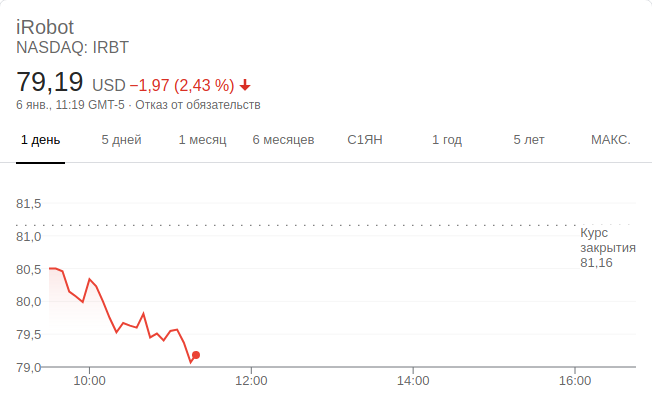 iRobot
NASDAQ: IRBT
79,19 USD −1,97 (2,43 %)
6 янв., 11:19 GMT-5 · Отказ от обязательств
1 день 5 дней 1 месяц 6 месяцев С1ЯН 1 год 5 лет МАКС.
81,5
81,0
80,5
80,0
79,5
79,0
Курс
закрытия
81,16
10:00 12:00 14:00 16:00